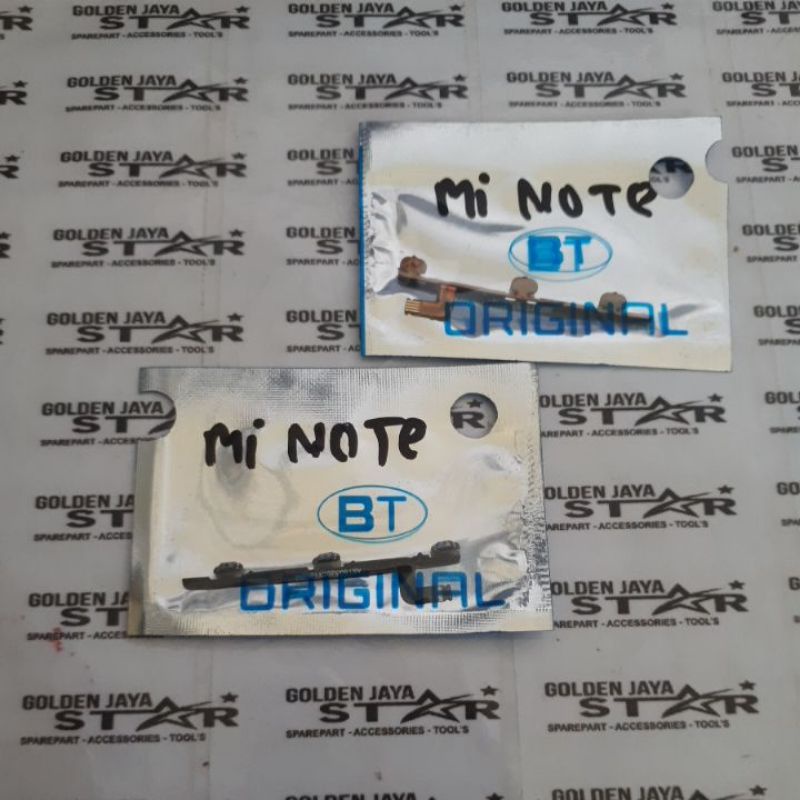 GOLDEN JAYA
STAR
SPAREPART - ACCESSORIES - TOOL'S
Mi NOTe
BT
ORIGINAL
Mi NOTe
BT
ORIGINAL